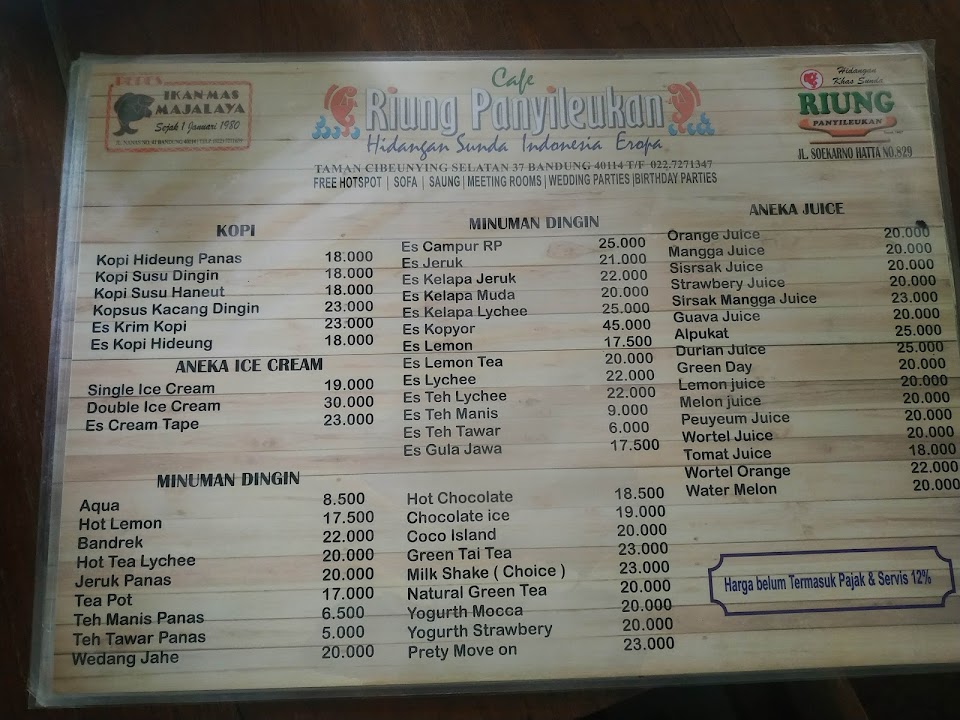 PEPES
IKAN MAS
MAJALAYA
Sejak 1 Januari 1980
Cafe
Riung Panyileukan
Hidangan Sunda Indonesia Eropa
TAMAN CIBEUNYING SELATAN 37 BANDUNG 40114 T/F 022.7271347
FREE HOTSPOT | SOFA | SAUNG | MEETING ROOMS | WEDDING PARTIES |BIRTHDAY PARTIES
Hidangan
Khas Sunda
RIUNG
PANYILEUKAN
JL. SOEKARNO HATTA NO.829
KOPI
Kopi Hideung Panas 18.000
Kopi Susu Dingin 18.000
Kopi Susu Haneut 18.000
Kopsus Kacang Dingin 23.000
Es Krim Kopi 23.000
Es Kopi Hideung 18.000
ANEKA ICE CREAM
Single Ice Cream 19.000
Double Ice Cream 30.000
Es Cream Tape 23.000
MINUMAN DINGIN
Es Campur RP 25.000
Es Jeruk 21.000
Es Kelapa Jeruk 22.000
Es Kelapa Muda 20.000
Es Kelapa Lychee 25.000
Es Kopyor 45.000
Es Lemon 17.500
Es Lemon Tea 20.000
Es Lychee 22.000
Es Teh Lychee 22.000
Es Teh Manis 9.000
Es Teh Tawar 6.000
Es Gula Jawa 17.500
ANEKA JUICE
Orange Juice 20.000
Mangga Juice 20.000
Sisrsak Juice 20.000
Strawbery Juice 20.000
Sirsak Mangga Juice 23.000
Guava Juice 20.000
Alpukat 25.000
Durian Juice 25.000
Green Day 20.000
Lemon juice 20.000
Melon juice 20.000
Peuyeum Juice 20.000
Wortel Juice 20.000
Tomat Juice 18.000
Wortel Orange 22.000
Water Melon 20.000
MINUMAN DINGIN
Aqua 8.500
Hot Lemon 17.500
Bandrek 22.000
Hot Tea Lychee 20.000
Jeruk Panas 20.000
Tea Pot 17.000
Teh Manis Panas 6.500
Teh Tawar Panas 5.000
Wedang Jahe 20.000
Hot Chocolate 18.500
Chocolate ice 19.000
Coco Island 20.000
Green Tai Tea 23.000
Milk Shake ( Choice ) 23.000
Natural Green Tea 20.000
Yogurth Mocca 20.000
Yogurth Strawbery 20.000
Prety Move on 23.000
Harga belum Termasuk Pajak & Servis 12%